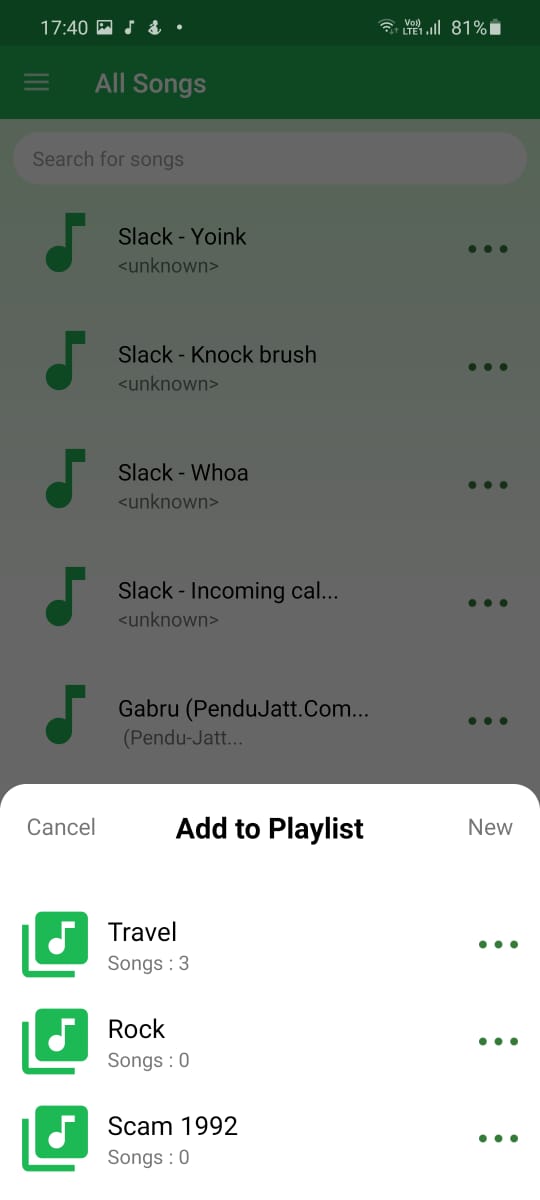 17:40 Vo)) LTE1 81%
All Songs
Search for songs
Slack - Yoink
<unknown>
Slack - Knock brush
<unknown>
Slack - Whoa
<unknown>
Slack - Incoming cal...
<unknown>
Gabru (PenduJatt.Com...
(Pendu-Jatt...
Cancel Add to Playlist New
Travel
Songs : 3
Rock
Songs : 0
Scam 1992
Songs : 0